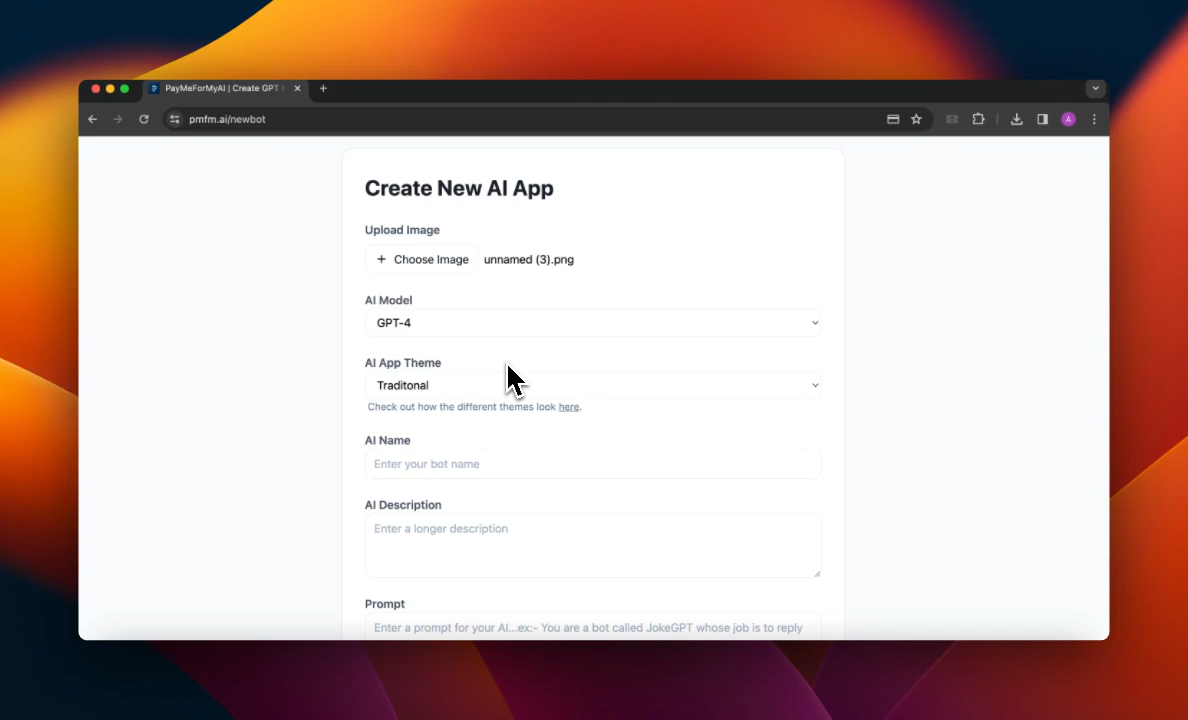 PayMeForMyAI | Create GPT
pmfm.ai/newbot
A
Create New AI App
Upload Image
+ Choose Image unnamed (3).png
AI Model
GPT-4
AI App Theme
Traditonal
Check out how the different themes look here.
AI Name
Enter your bot name
AI Description
Enter a longer description
Prompt
Enter a prompt for your AI...ex:- You are a bot called JokeGPT whose job is to reply